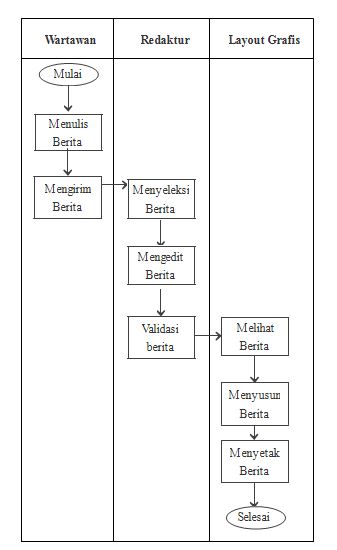 Wartawan
Redaktur
Layout Grafis
Mulai
Menulis
Berita
Mengirim
Berita
Menyeleksi
Berita
Mengedit
Berita
Validasi
berita
Melihat
Berita
Menyusun
Berita
Menyetak
Berita
Selesai